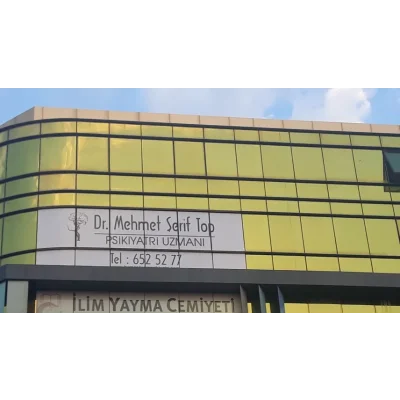 Dr. Mehmet Şerif Top
PSİKİYATRİ UZMANI
Tel : 652 52 77
İLİM YAYMA CEMİYETİ